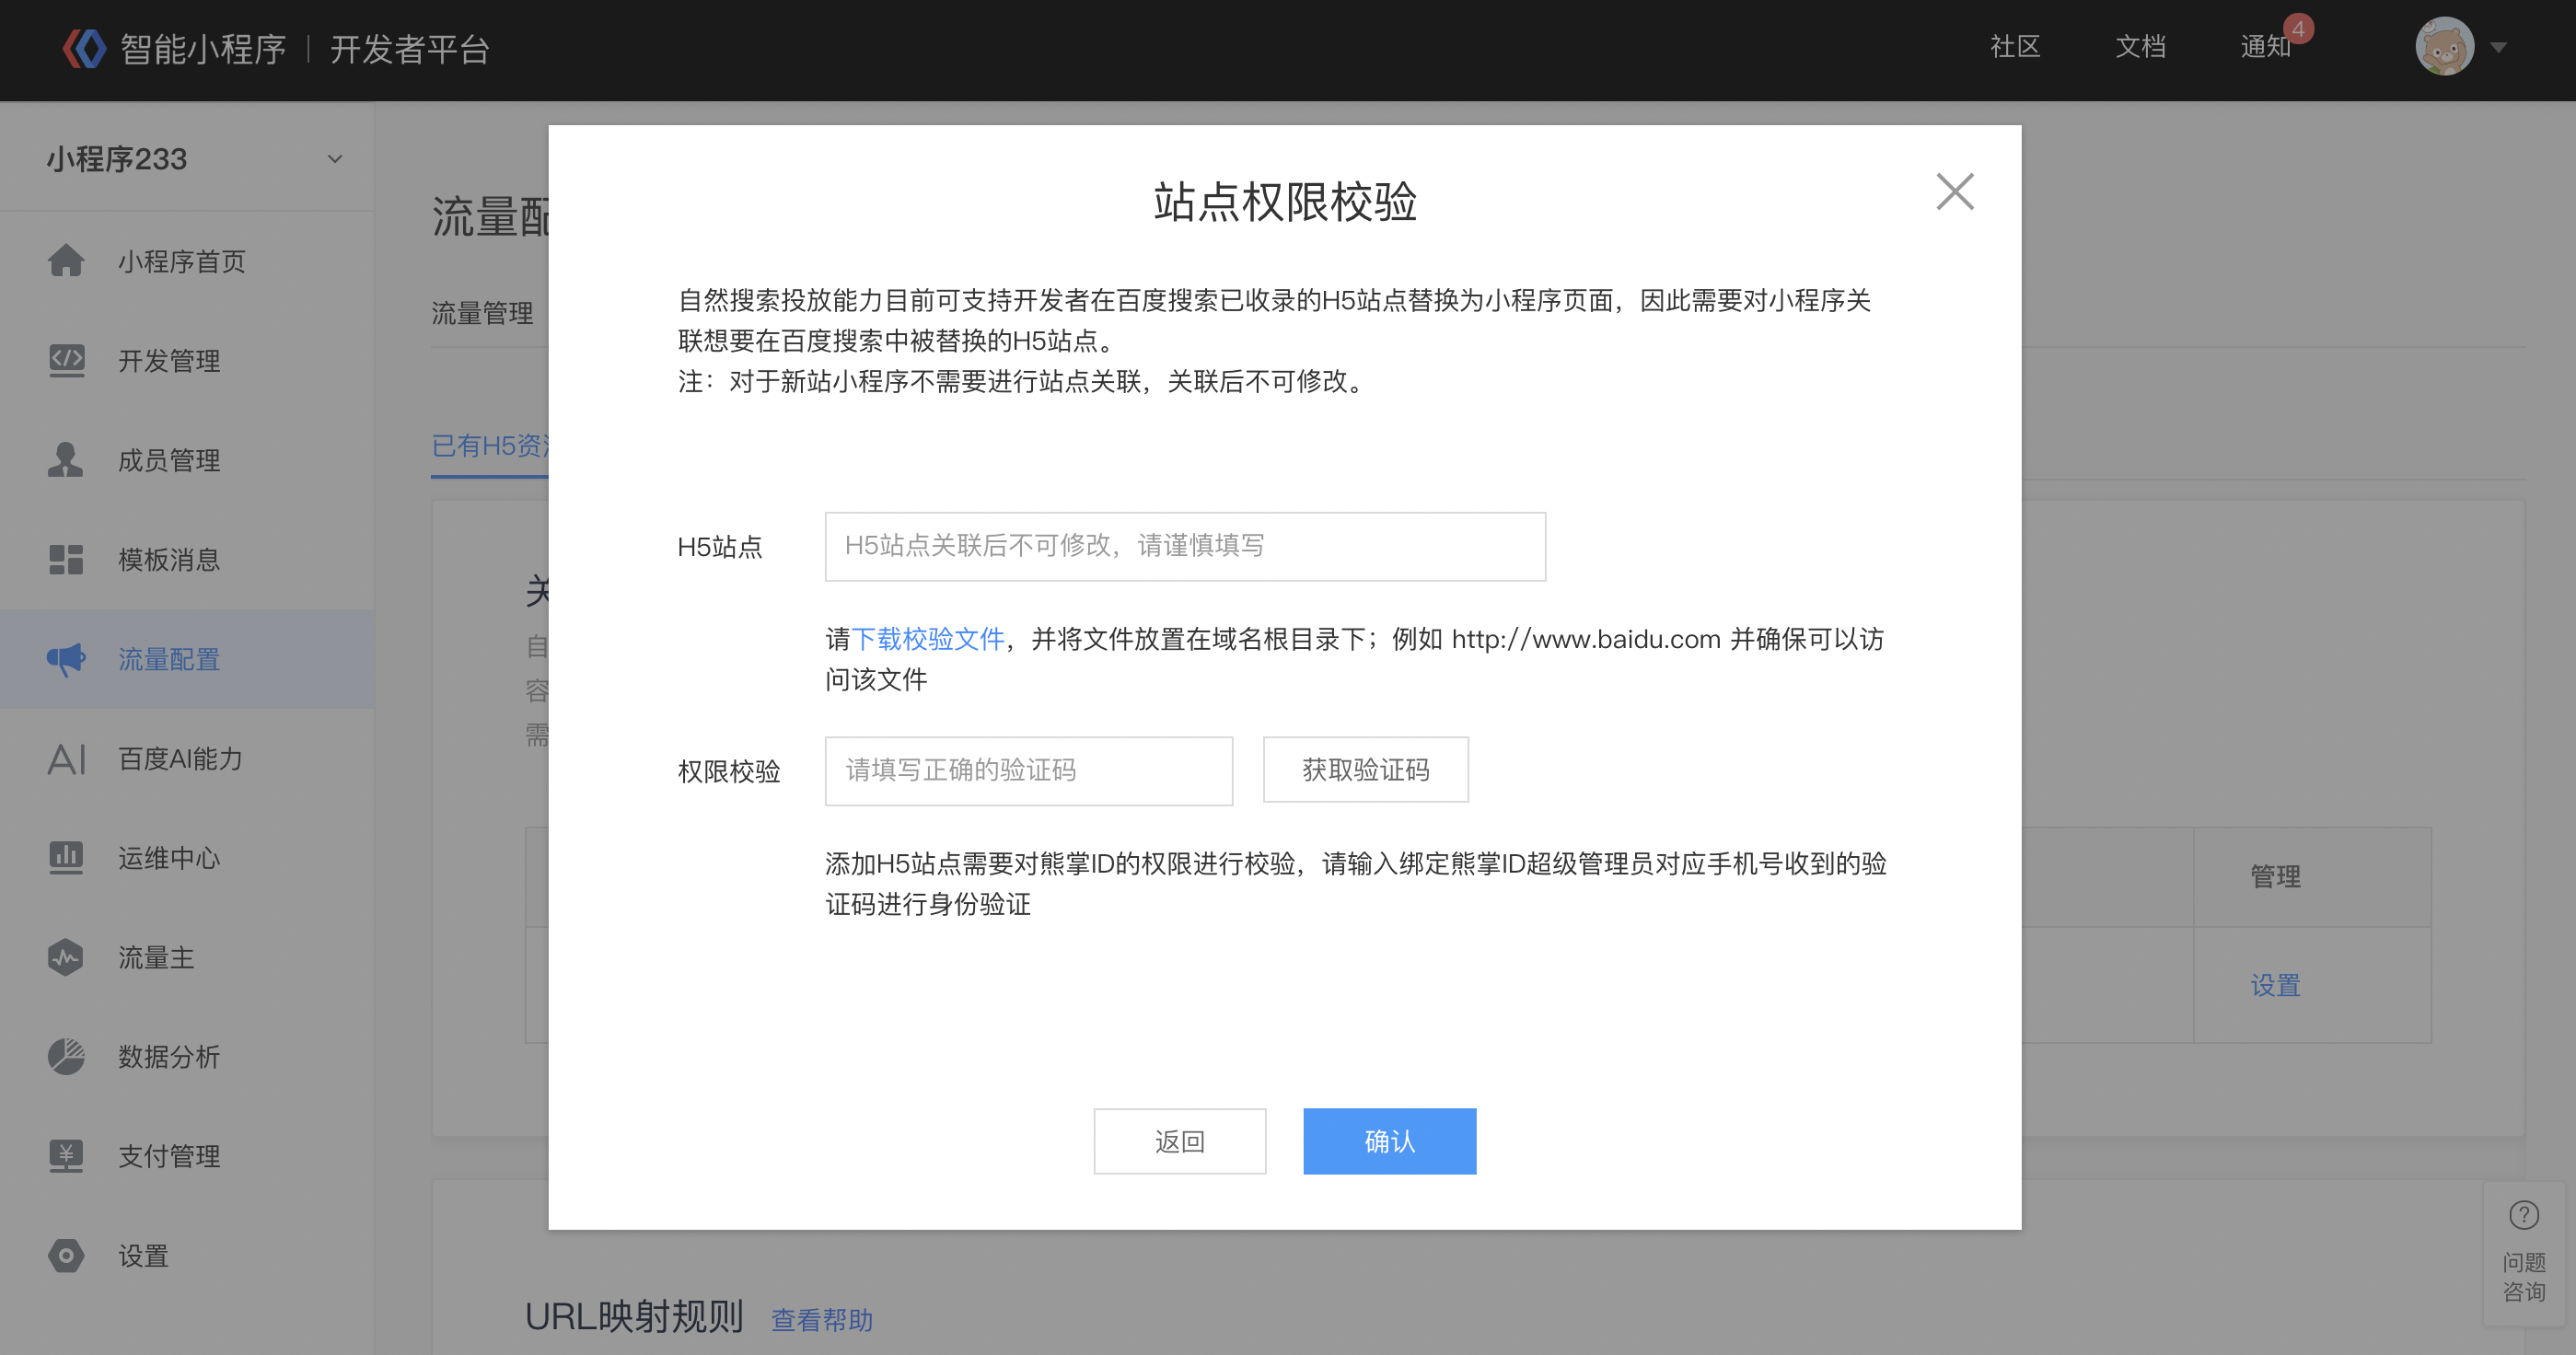 智能小程序 | 开发者平台
社区
文档
通知
4
小程序233
小程序首页
开发管理
成员管理
模板消息
流量配置
AI
百度AI能力
运维中心
流量主
数据分析
支付管理
设置
流量配
流量管理
已有H5资
自
容
需
管理
设置
URL映射规则
查看帮助
站点权限校验
自然搜索投放能力目前可支持开发者在百度搜索已收录的H5站点替换为小程序页面，因此需要对小程序关
联想要在百度搜索中被替换的H5站点。
注：对于新站小程序不需要进行站点关联，关联后不可修改。
H5站点
H5站点关联后不可修改，请谨慎填写
请下载校验文件，并将文件放置在域名根目录下；例如 http://www.baidu.com 并确保可以访
问该文件
权限校验
请填写正确的验证码
获取验证码
添加H5站点需要对熊掌ID的权限进行校验，请输入绑定熊掌ID超级管理员对应手机号收到的验
证码进行身份验证
返回
确认
问题
咨询